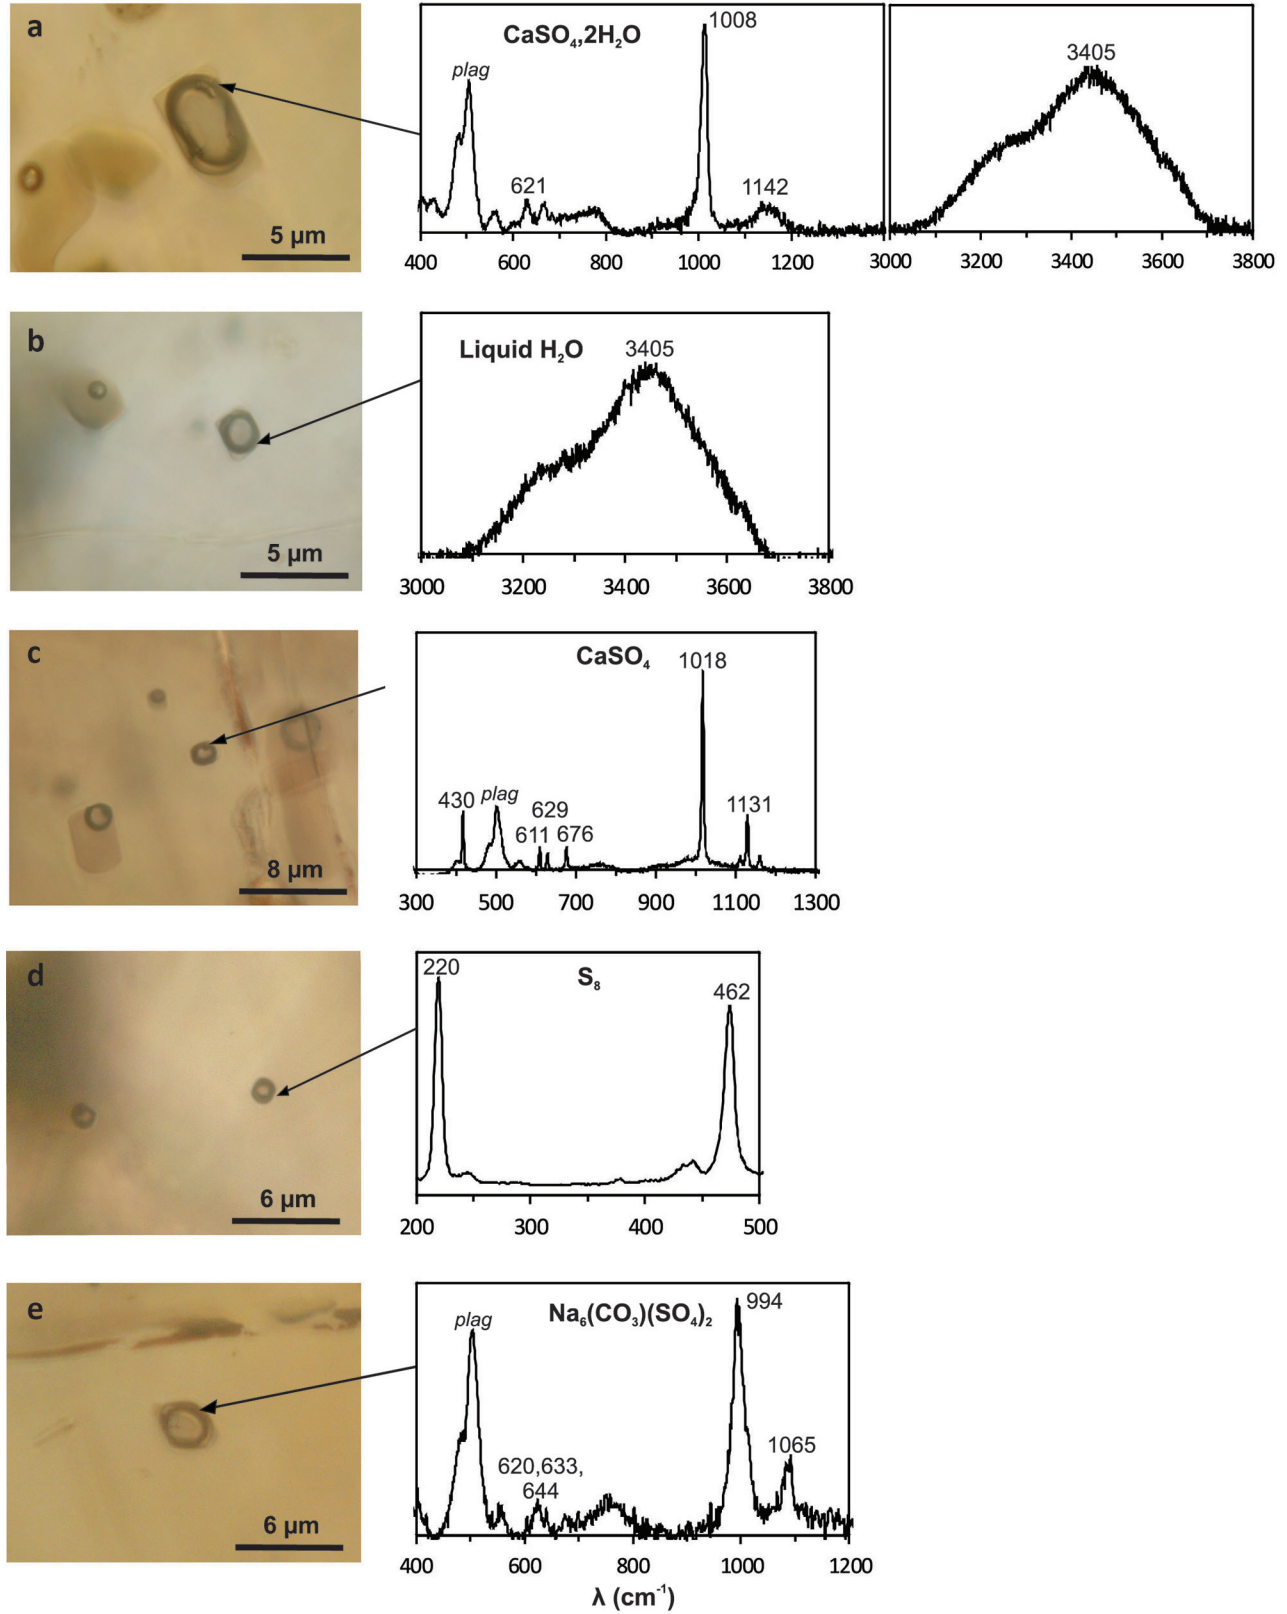 a
5 µm
CaSO₄,2H₂O
plag
621
1008
1142
3405
400 600 800 1000 1200
3000 3200 3400 3600 3800
b
5 µm
Liquid H₂O
3405
3000 3200 3400 3600 3800
c
8 µm
CaSO₄
430
plag
629
611
676
1018
1131
300 500 700 900 1100 1300
d
6 µm
S₈
220
462
200 300 400 500
e
6 µm
Na₆(CO₃)(SO₄)₂
plag
620,633,
644
994
1065
400 600 800 1000 1200
λ (cm⁻¹)